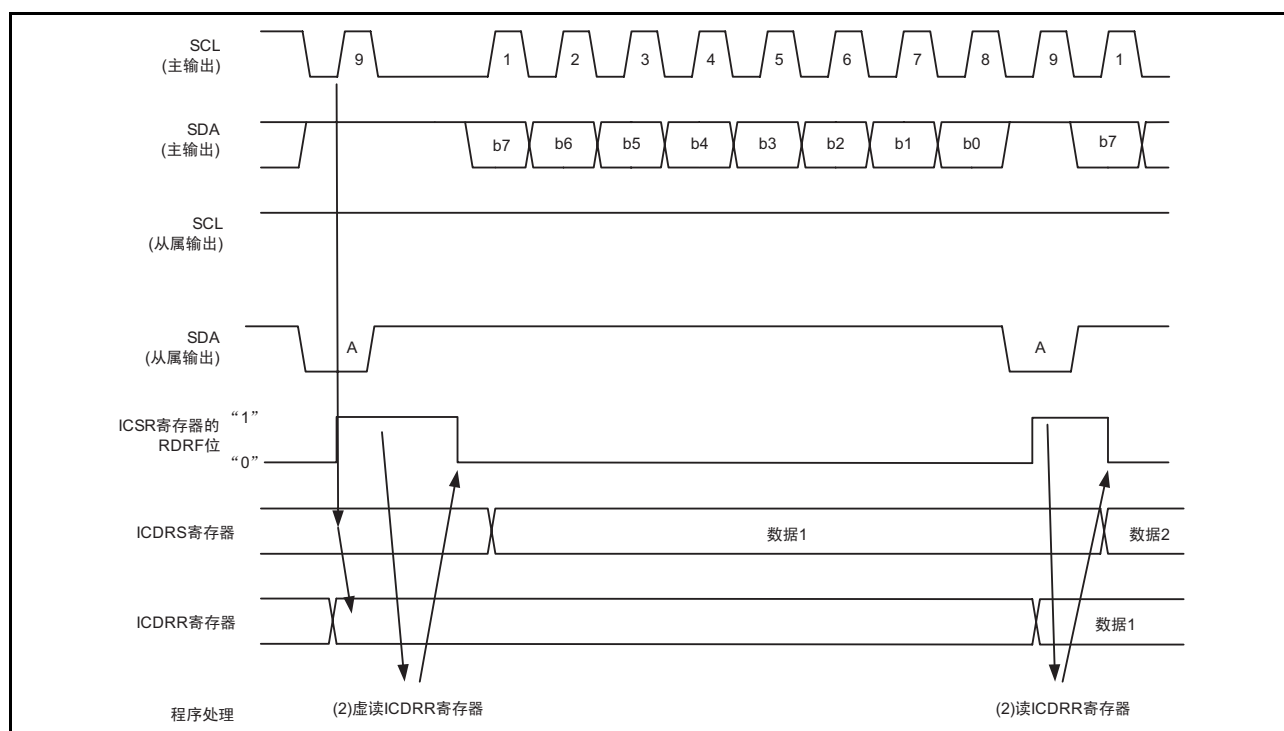 SCL
(主输出)
9
1
2
3
4
5
6
7
8
9
1
SDA
(主输出)
b7
b6
b5
b4
b3
b2
b1
b0
b7
SCL
(从属输出)
SDA
(从属输出)
A
A
ICSR寄存器的
RDRF位
“1”
“0”
ICDRS寄存器
数据1
数据2
ICDRR寄存器
数据1
程序处理
(2)虚读ICDRR寄存器
(2)读ICDRR寄存器